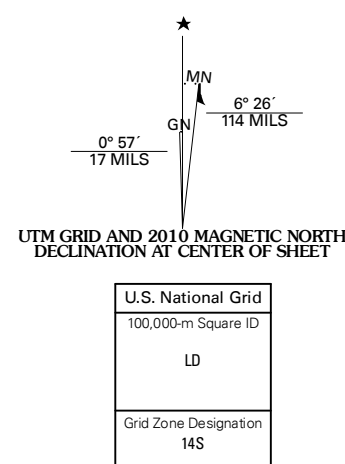 MN
6° 26´
114 MILS
GN
0° 57´
17 MILS
UTM GRID AND 2010 MAGNETIC NORTH
DECLINATION AT CENTER OF SHEET
U.S. National Grid
100,000-m Square ID
LD
Grid Zone Designation
14S